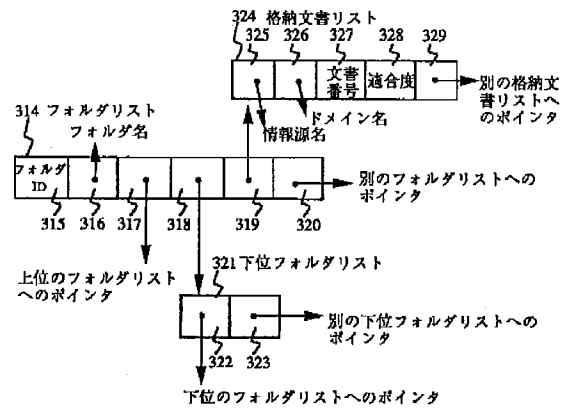 324 格納文書リスト
325 326 327 328 329
文書
番号
適合度
別の格納文
書リストへ
のポインタ
ドメイン名
情報源名
314 フォルダリスト
フォルダ名
フォルダ
ID
315 316 317 318 319 320
別のフォルダリストへの
ポインタ
上位のフォルダリスト
へのポインタ
321下位フォルダリスト
322 323
別の下位フォルダリストへの
ポインタ
下位のフォルダリストへのポインタ